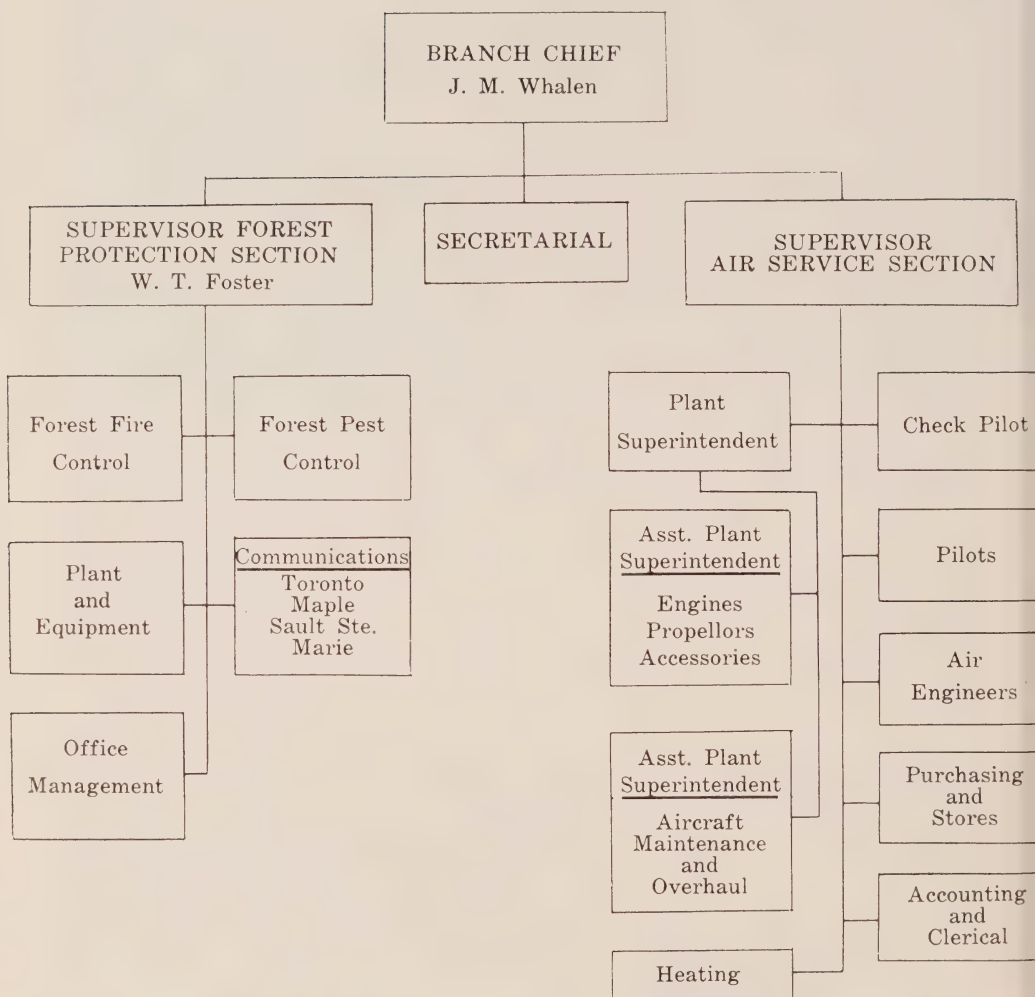 BRANCH CHIEF
J. M. Whalen
SUPERVISOR FOREST
PROTECTION SECTION
W. T. Foster
SECRETARIAL
SUPERVISOR
AIR SERVICE SECTION
Forest Fire
Control
Forest Pest
Control
Plant
and
Equipment
Communications
Toronto
Maple
Sault Ste.
Marie
Office
Management
Plant
Superintendent
Check Pilot
Asst. Plant
Superintendent
Engines
Propellors
Accessories
Pilots
Air
Engineers
Asst. Plant
Superintendent
Aircraft
Maintenance
and
Overhaul
Purchasing
and
Stores
Accounting
and
Clerical
Heating